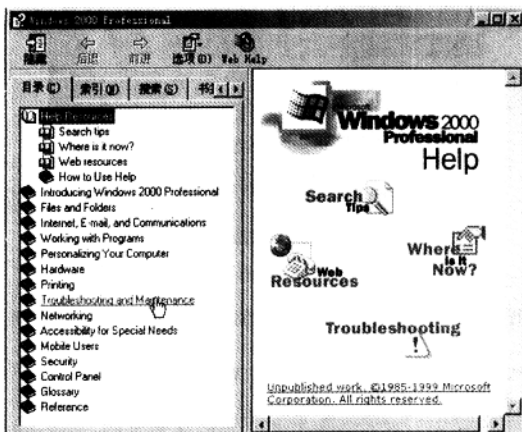 Windows 2000 Professional
隐藏 后退 前进 选项(O) Web Help
目录(C) 索引(N) 搜索(S) 书
Help Resources
Search tips
Where is it now?
Web resources
How to Use Help
Introducing Windows 2000 Professional
Files and Folders
Internet, E-mail, and Communications
Working with Programs
Personalizing Your Computer
Hardware
Printing
Troubleshooting and Maintenance
Networking
Accessibility for Special Needs
Mobile Users
Security
Control Panel
Glossary
Reference
Microsoft
Windows 2000
Professional
Help
Search
Tips
Web
Resources
Where
is it
Now?
Troubleshooting
Unpublished work. ©1985-1999 Microsoft
Corporation. All rights reserved.